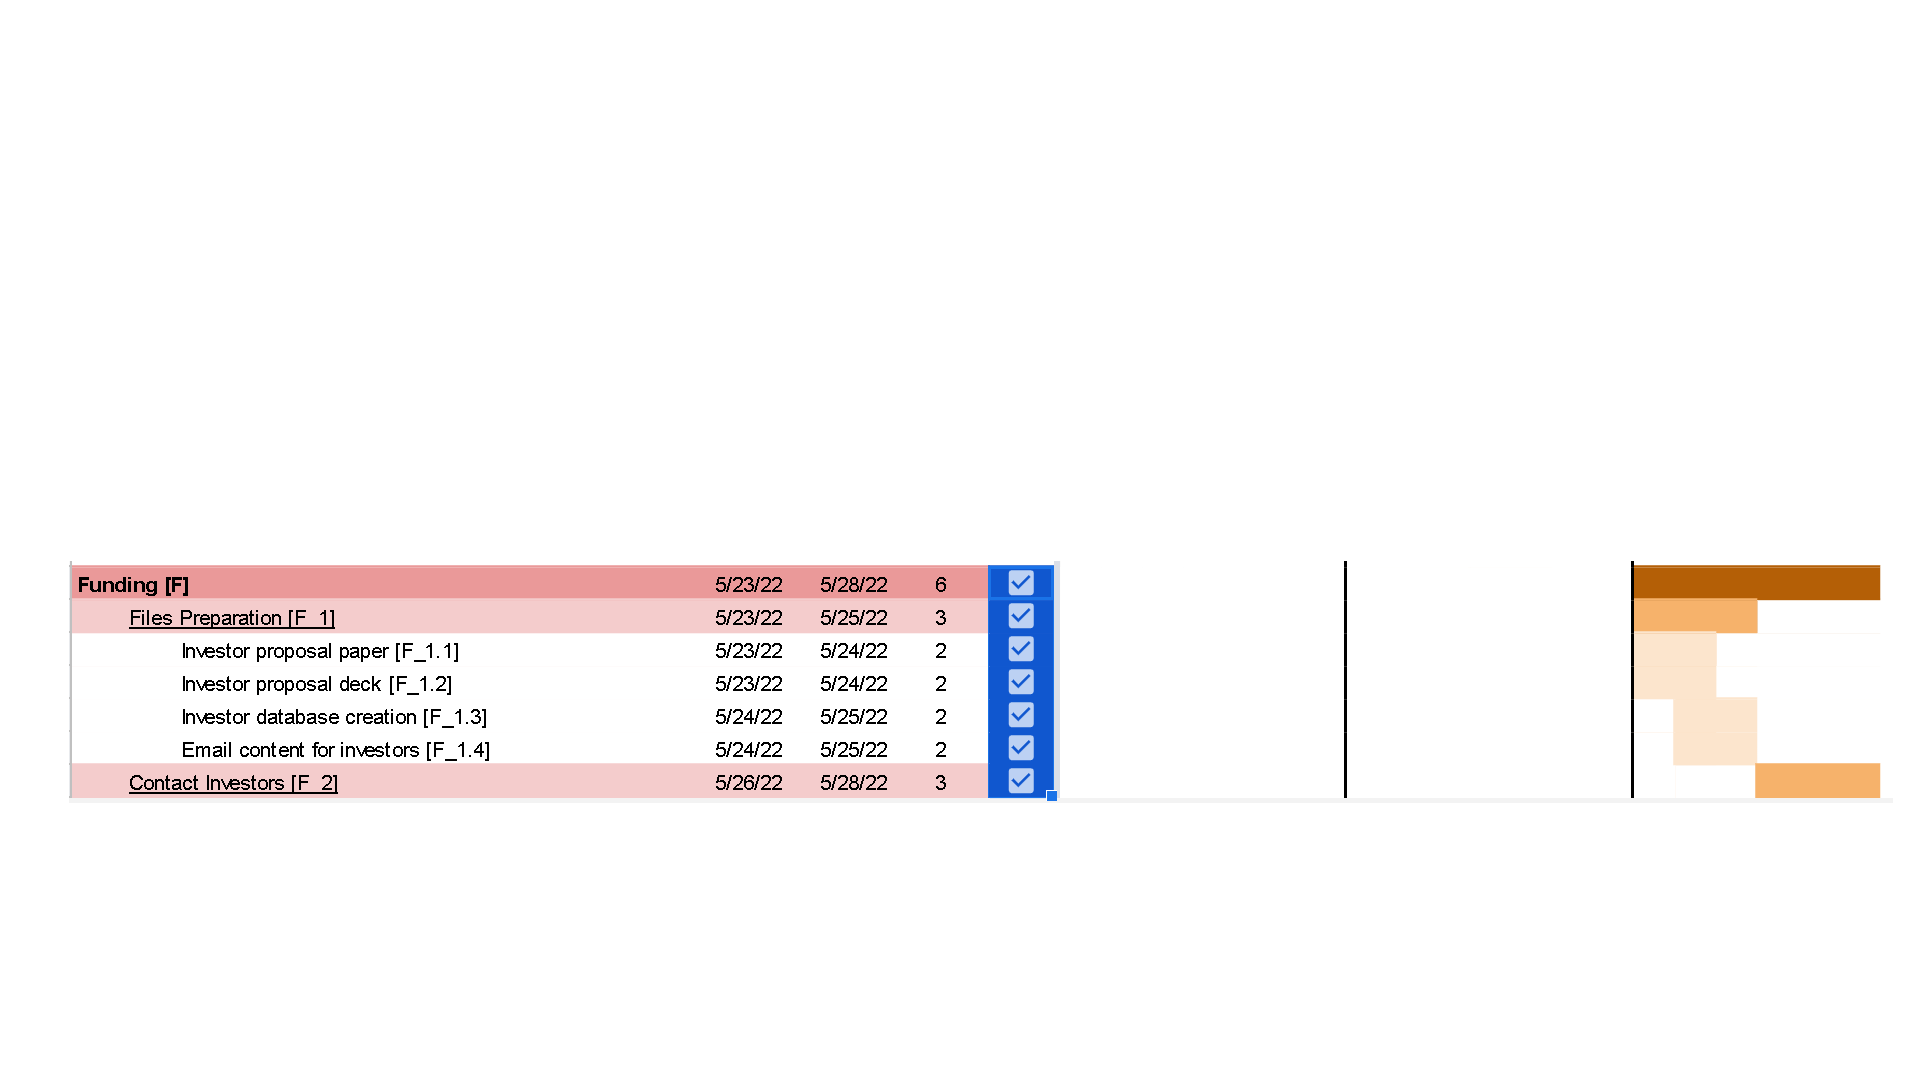 Funding [F] 5/23/22 5/28/22 6
Files Preparation [F_1] 5/23/22 5/25/22 3
Investor proposal paper [F_1.1] 5/23/22 5/24/22 2
Investor proposal deck [F_1.2] 5/23/22 5/24/22 2
Investor database creation [F_1.3] 5/24/22 5/25/22 2
Email content for investors [F_1.4] 5/24/22 5/25/22 2
Contact Investors [F_2] 5/26/22 5/28/22 3